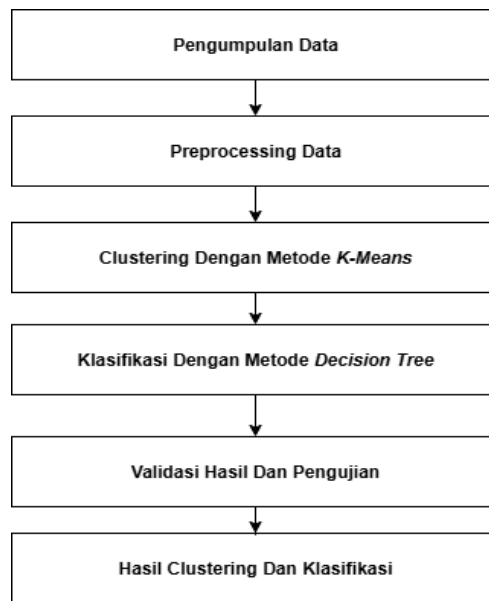 Pengumpulan Data
Preprocessing Data
Clustering Dengan Metode K-Means
Klasifikasi Dengan Metode Decision Tree
Validasi Hasil Dan Pengujian
Hasil Clustering Dan Klasifikasi